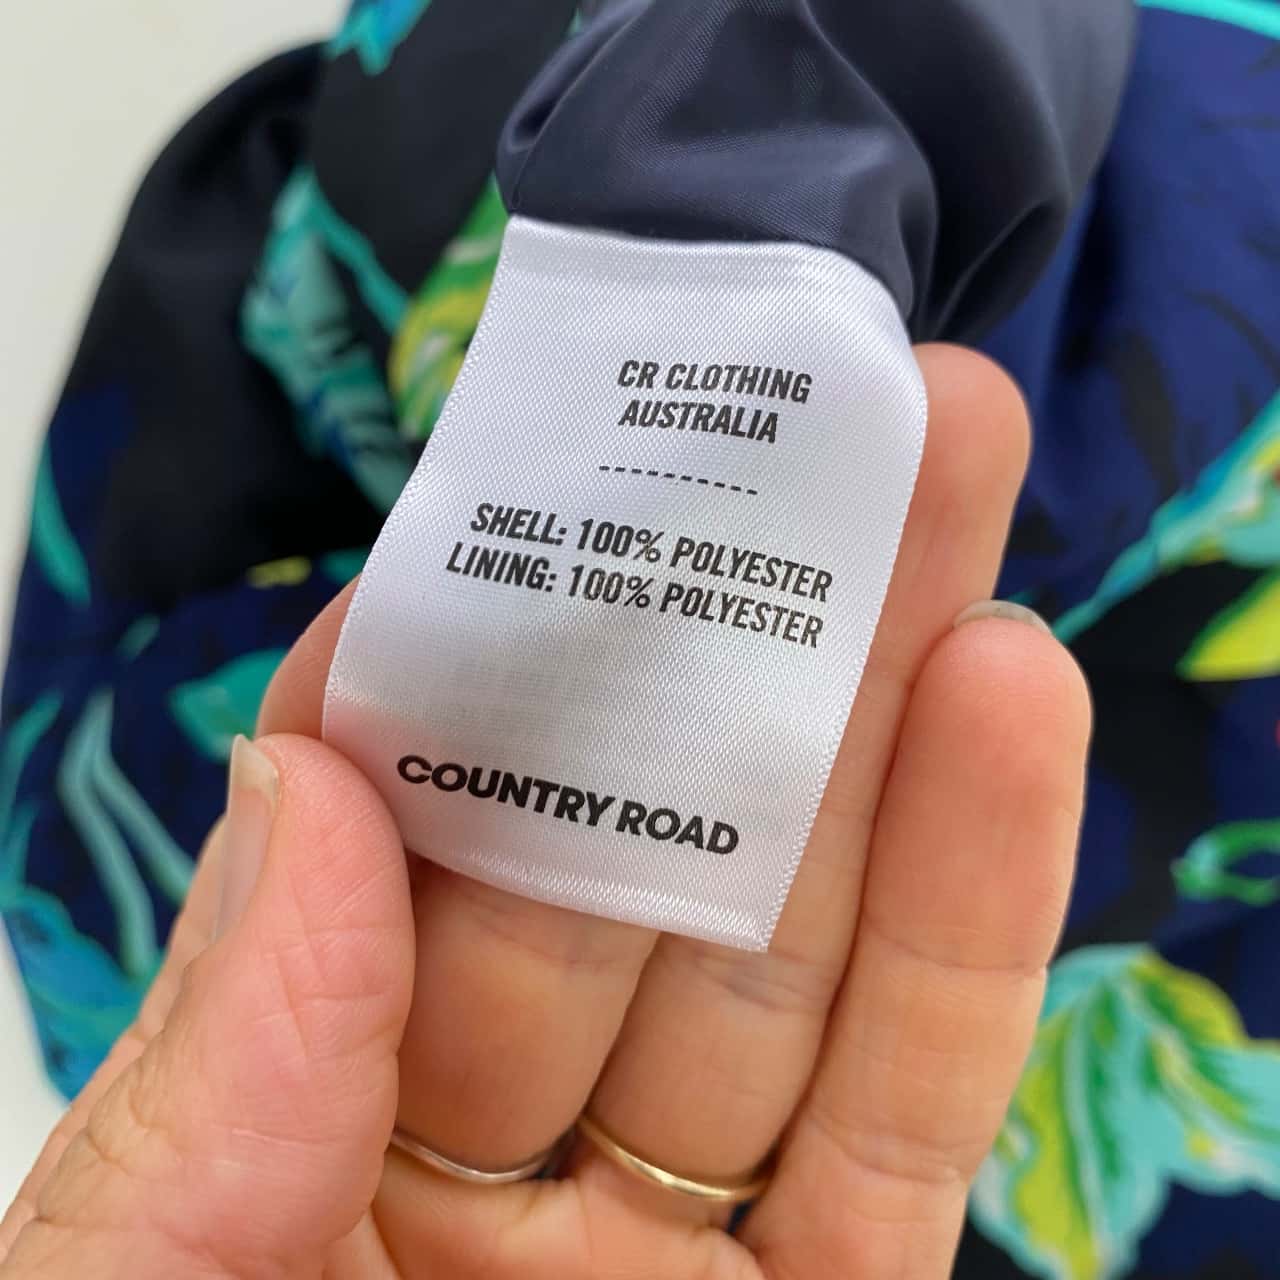 CR CLOTHING
AUSTRALIA
-----------
SHELL: 100% POLYESTER
LINING: 100% POLYESTER
COUNTRY ROAD